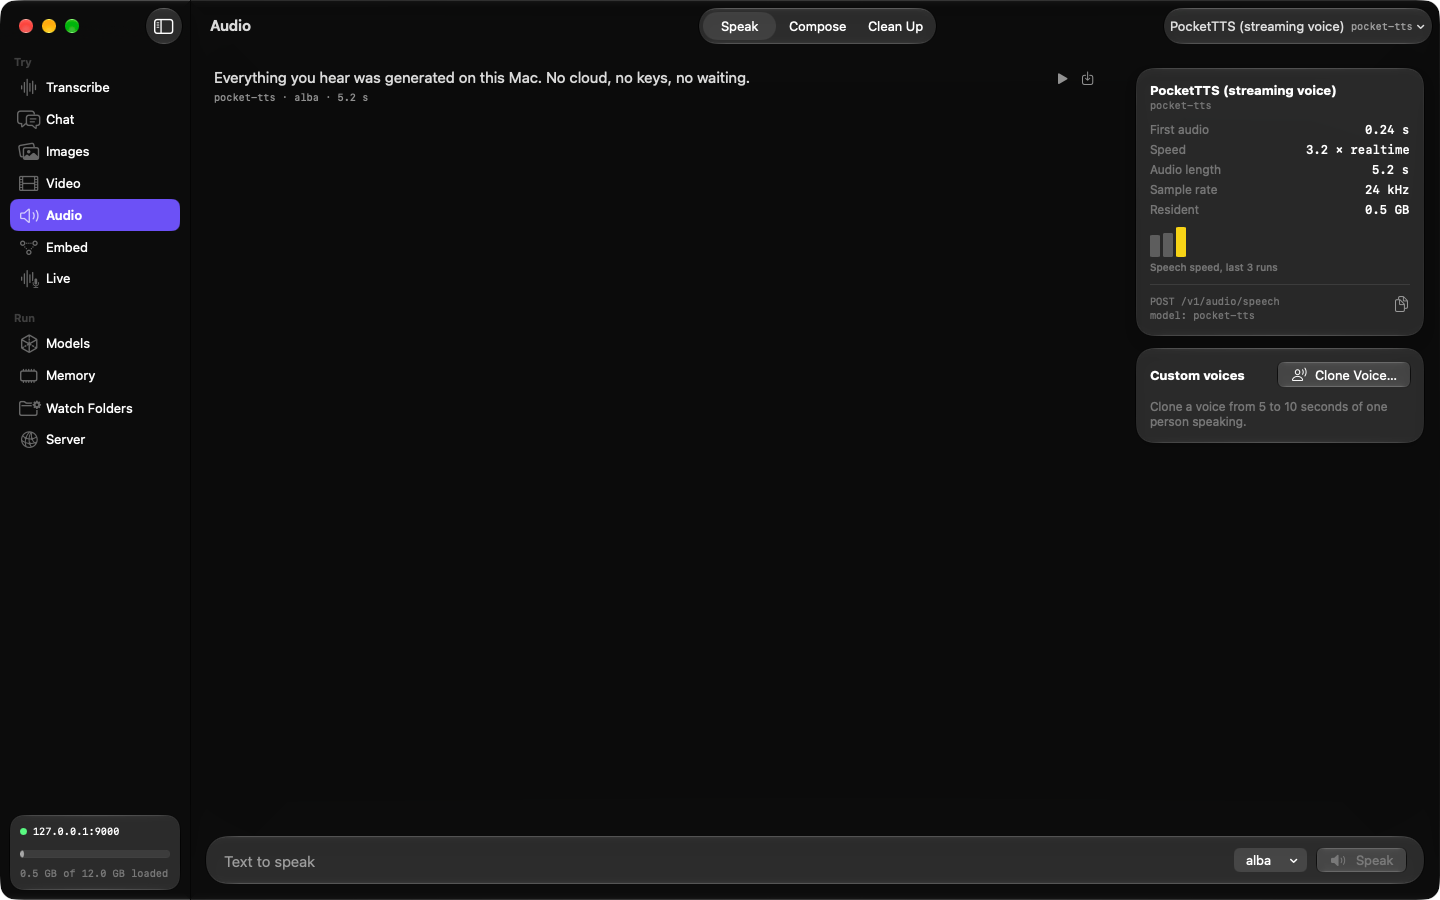 Audio
Speak
Compose
Clean Up
PocketTTS (streaming voice) pocket-tts
Try
Transcribe
Chat
Images
Video
Audio
Embed
Live
Run
Models
Memory
Watch Folders
Server
127.0.0.1:9000
0.5 GB of 12.0 GB loaded
Everything you hear was generated on this Mac. No cloud, no keys, no waiting.
pocket-tts · alba · 5.2 s
PocketTTS (streaming voice)
pocket-tts
First audio 0.24 s
Speed 3.2 × realtime
Audio length 5.2 s
Sample rate 24 kHz
Resident 0.5 GB
Speech speed, last 3 runs
POST /v1/audio/speech
model: pocket-tts
Custom voices
Clone Voice...
Clone a voice from 5 to 10 seconds of one
person speaking.
Text to speak
alba
Speak